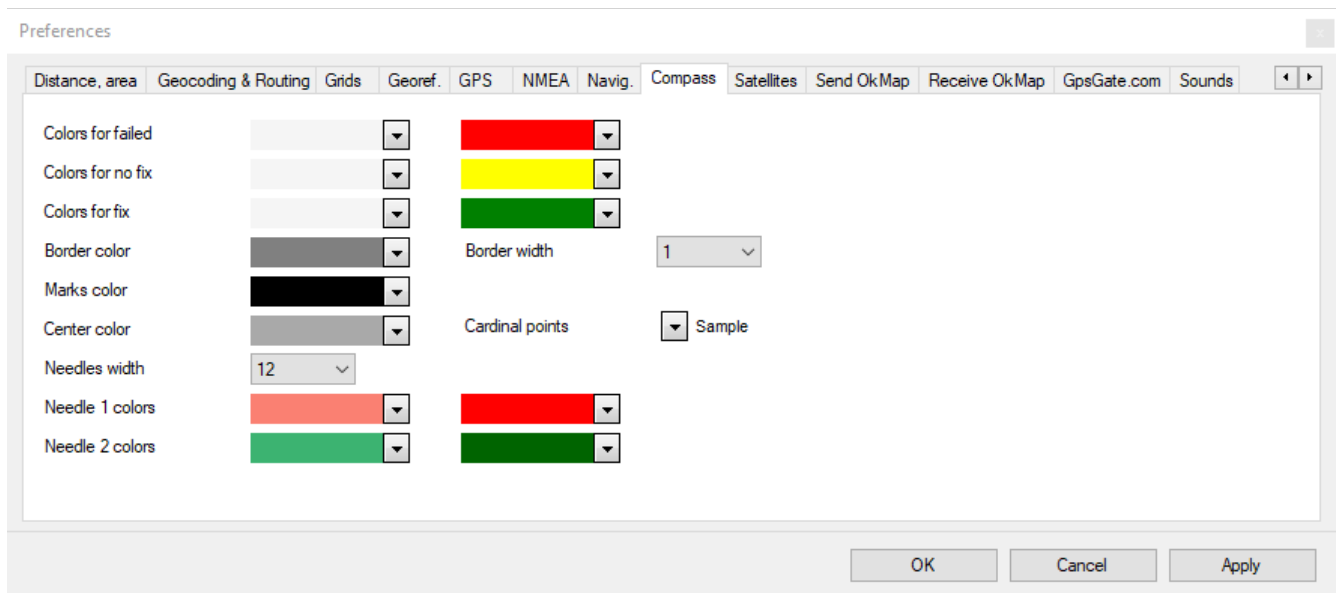 Preferences
x
Distance, area Geocoding & Routing Grids Georef. GPS NMEA Navig. Compass Satellites Send OkMap Receive OkMap GpsGate.com Sounds
Colors for failed
Colors for no fix
Colors for fix
Border color Border width 1
Marks color
Center color Cardinal points Sample
Needles width 12
Needle 1 colors
Needle 2 colors
OK Cancel Apply